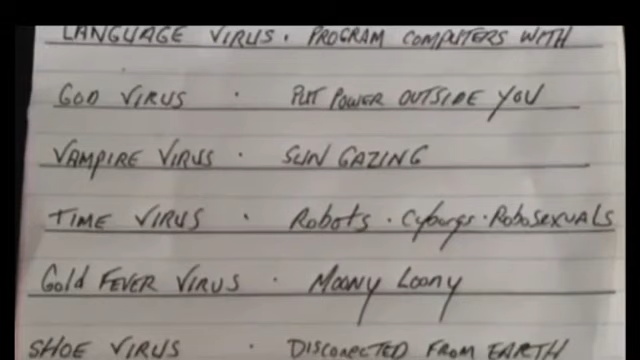 LANGUAGE VIRUS · PROGRAM COMPUTERS WITH
GOD VIRUS · PUT POWER OUTSIDE YOU
VAMPIRE VIRUS · SUN GAZING
TIME VIRUS · ROBOTS · Cyborgs · ROBOSEXUALS
Gold FEVER VIRUS · MOONY LOONY
SHOE VIRUS · DISCONECTED FROM EARTH